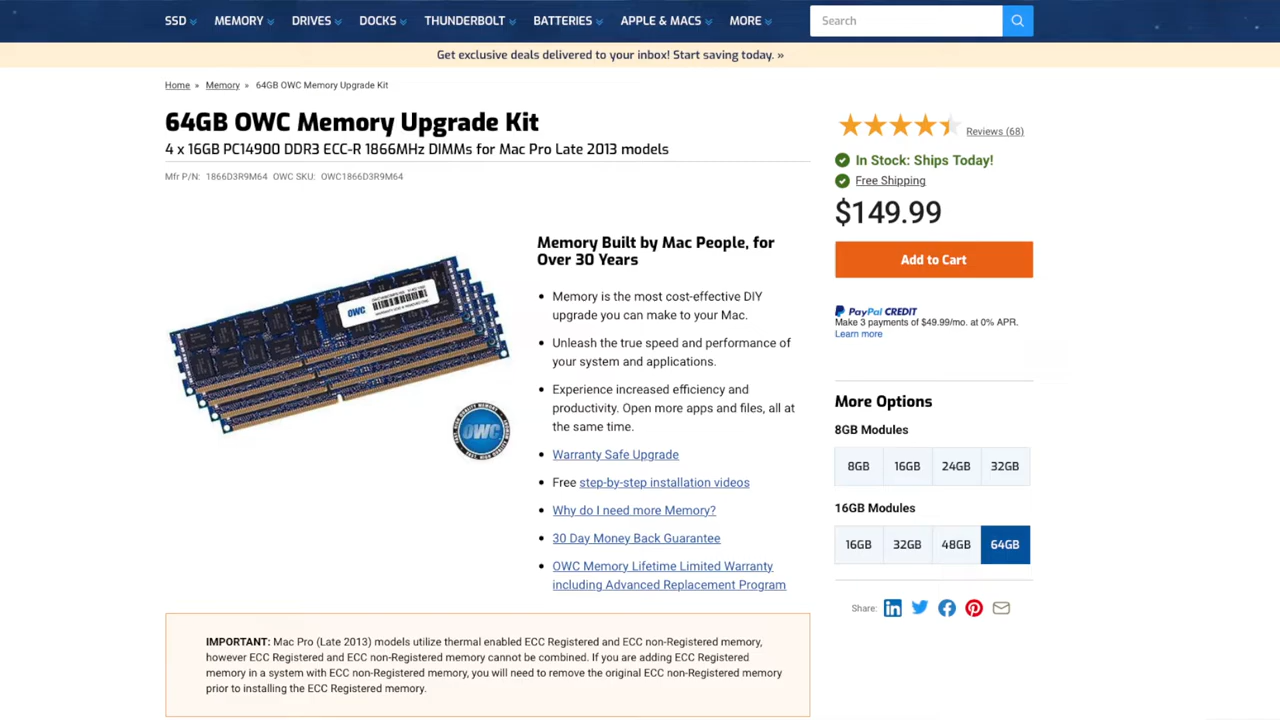 SSD MEMORY DRIVES DOCKS THUNDERBOLT BATTERIES APPLE & MACS MORE Search
Get exclusive deals delivered to your inbox! Start saving today. »
Home » Memory » 64GB OWC Memory Upgrade Kit
64GB OWC Memory Upgrade Kit
4 x 16GB PC14900 DDR3 ECC-R 1866MHz DIMMs for Mac Pro Late 2013 models
Mfr P/N: 1866D3R9M64 OWC SKU: OWC1866D3R9M64
OWC
OWC
Memory Built by Mac People, for
Over 30 Years
• Memory is the most cost-effective DIY
upgrade you can make to your Mac.
• Unleash the true speed and performance of
your system and applications.
• Experience increased efficiency and
productivity. Open more apps and files, all at
the same time.
• Warranty Safe Upgrade
• Free step-by-step installation videos
• Why do I need more Memory?
• 30 Day Money Back Guarantee
• OWC Memory Lifetime Limited Warranty
including Advanced Replacement Program
IMPORTANT: Mac Pro (Late 2013) models utilize thermal enabled ECC Registered and ECC non-Registered memory,
however ECC Registered and ECC non-Registered memory cannot be combined. If you are adding ECC Registered
memory in a system with ECC non-Registered memory, you will need to remove the original ECC non-Registered memory
prior to installing the ECC Registered memory.
Reviews (68)
In Stock: Ships Today!
Free Shipping
$149.99
Add to Cart
PayPal CREDIT
Make 3 payments of $49.99/mo. at 0% APR.
Learn more
More Options
8GB Modules
8GB 16GB 24GB 32GB
16GB Modules
16GB 32GB 48GB 64GB
Share: